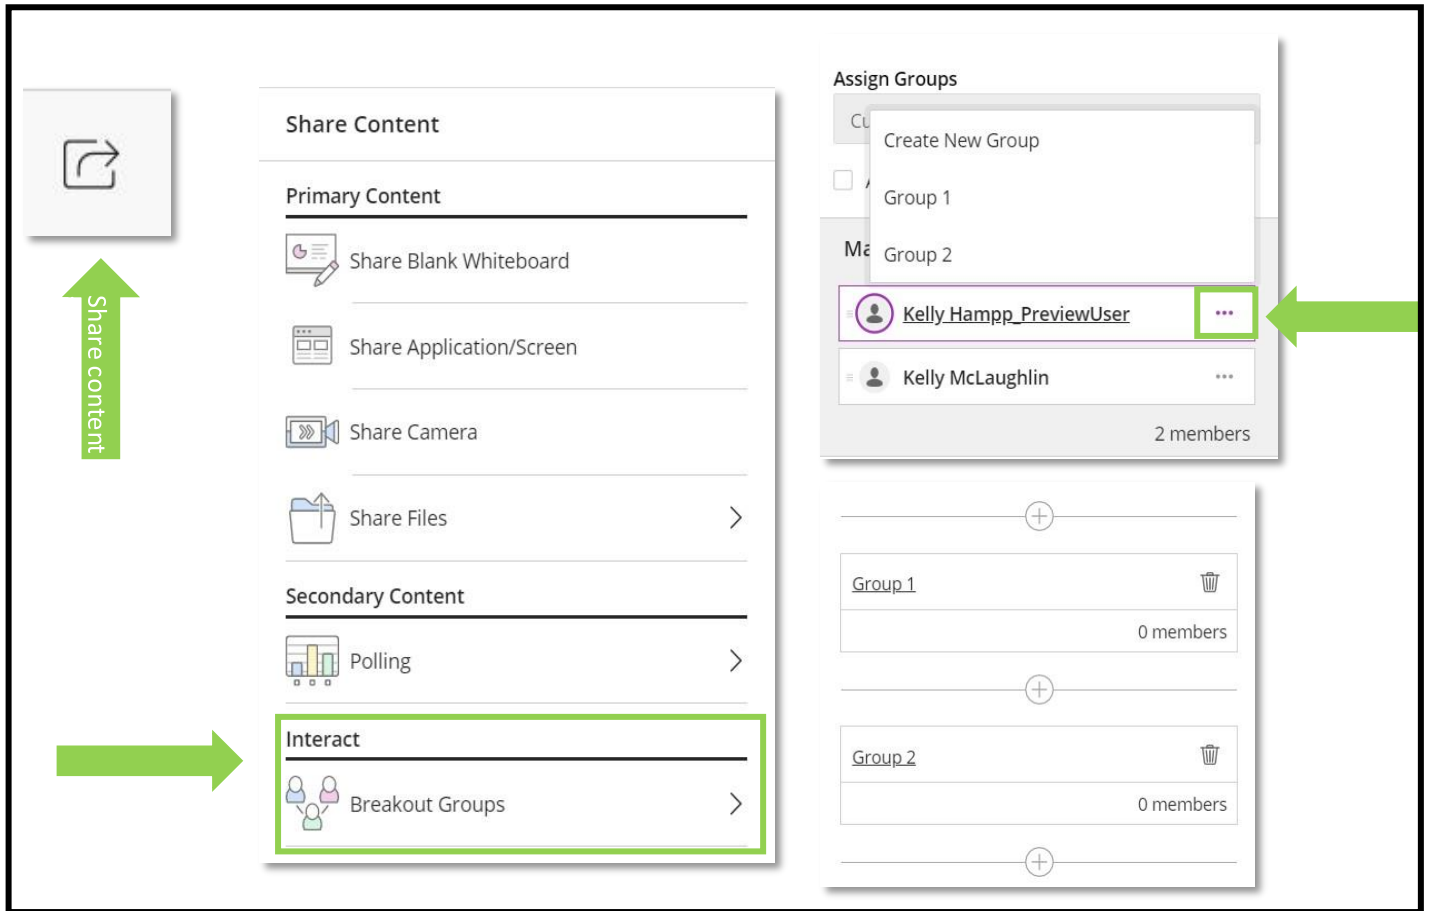 Share content
Share Content
Primary Content
Share Blank Whiteboard
Share Application/Screen
Share Camera
Share Files
Secondary Content
Polling
Interact
Breakout Groups
Assign Groups
Create New Group
Group 1
Group 2
Kelly Hampp_PreviewUser
Kelly McLaughlin
2 members
Group 1
0 members
Group 2
0 members